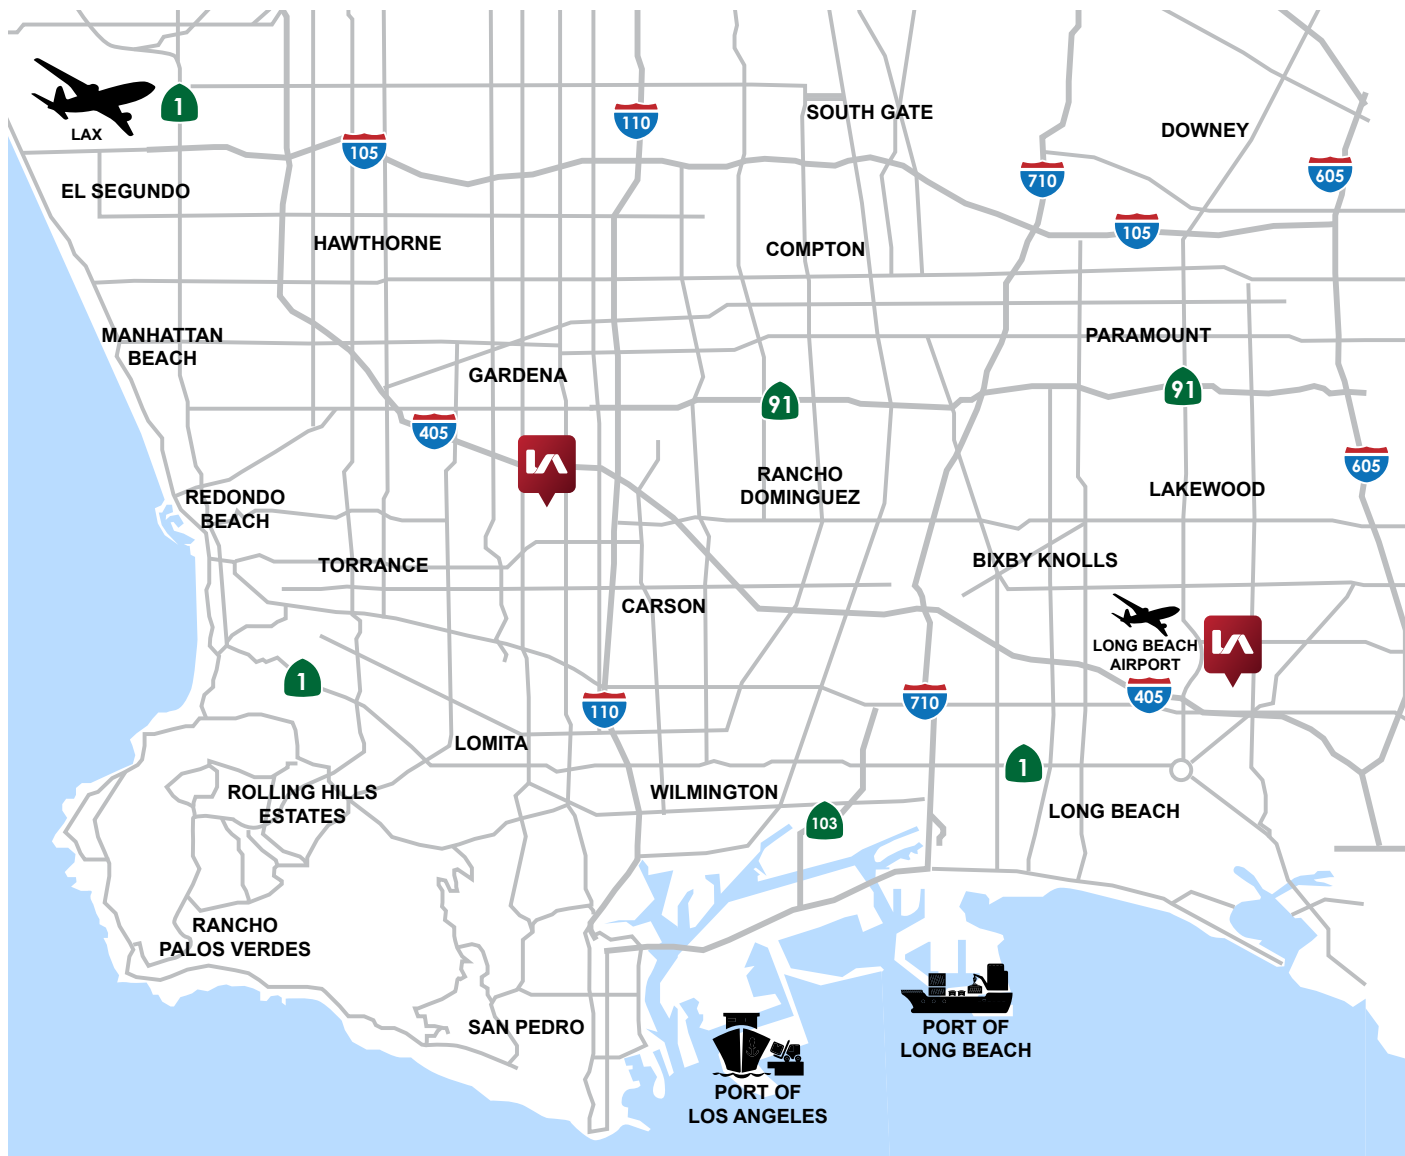 1
LAX
110
SOUTH GATE
DOWNEY
105
710
605
EL SEGUNDO
105
HAWTHORNE
COMPTON
MANHATTAN
BEACH
PARAMOUNT
GARDENA
91
91
405
LA
RANCHO
DOMINGUEZ
605
LAKEWOOD
REDONDO
BEACH
TORRANCE
BIXBY KNOLLS
CARSON
LONG BEACH
AIRPORT
LA
1
110
710
405
LOMITA
1
ROLLING HILLS
ESTATES
WILMINGTON
103
LONG BEACH
RANCHO
PALOS VERDES
SAN PEDRO
PORT OF
LONG BEACH
PORT OF
LOS ANGELES